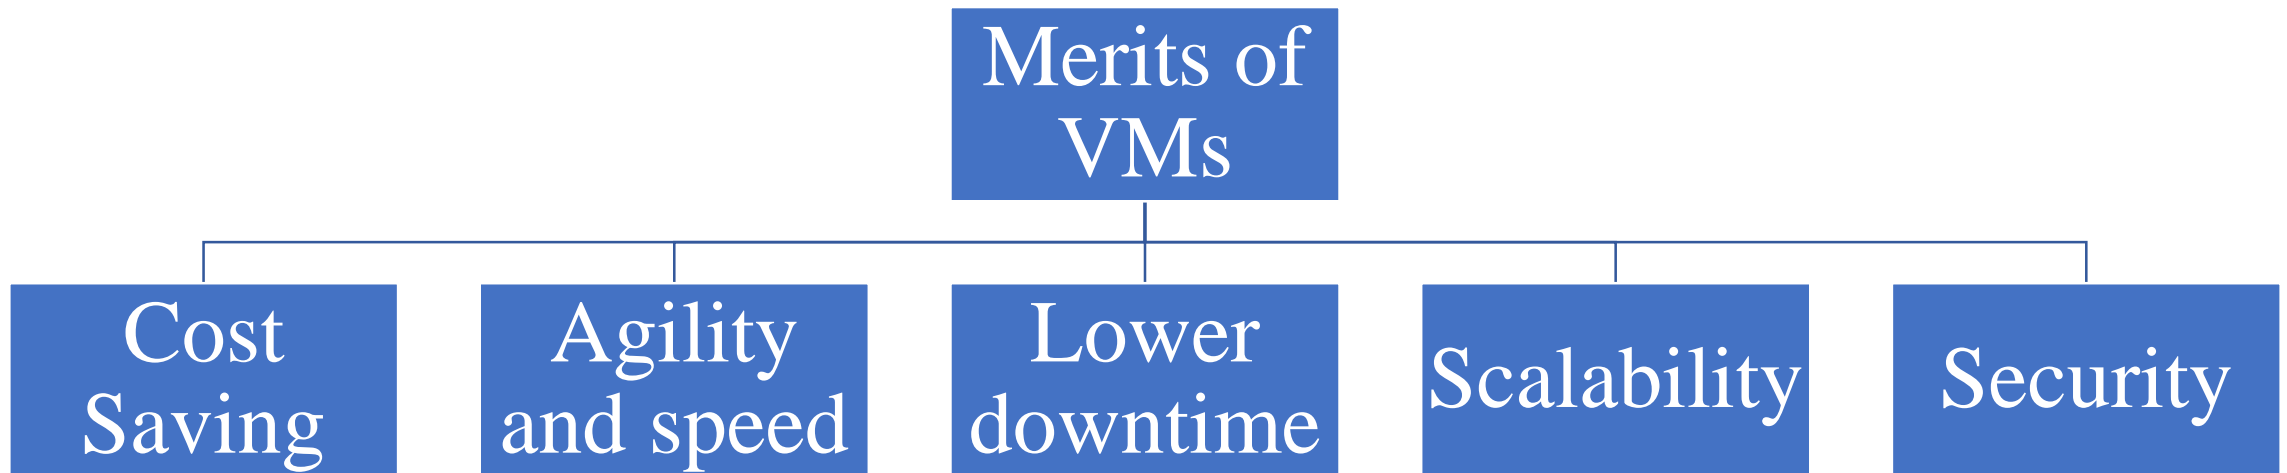 Merits of
VMs
Cost
Saving
Agility
and speed
Lower
downtime
Scalability
Security